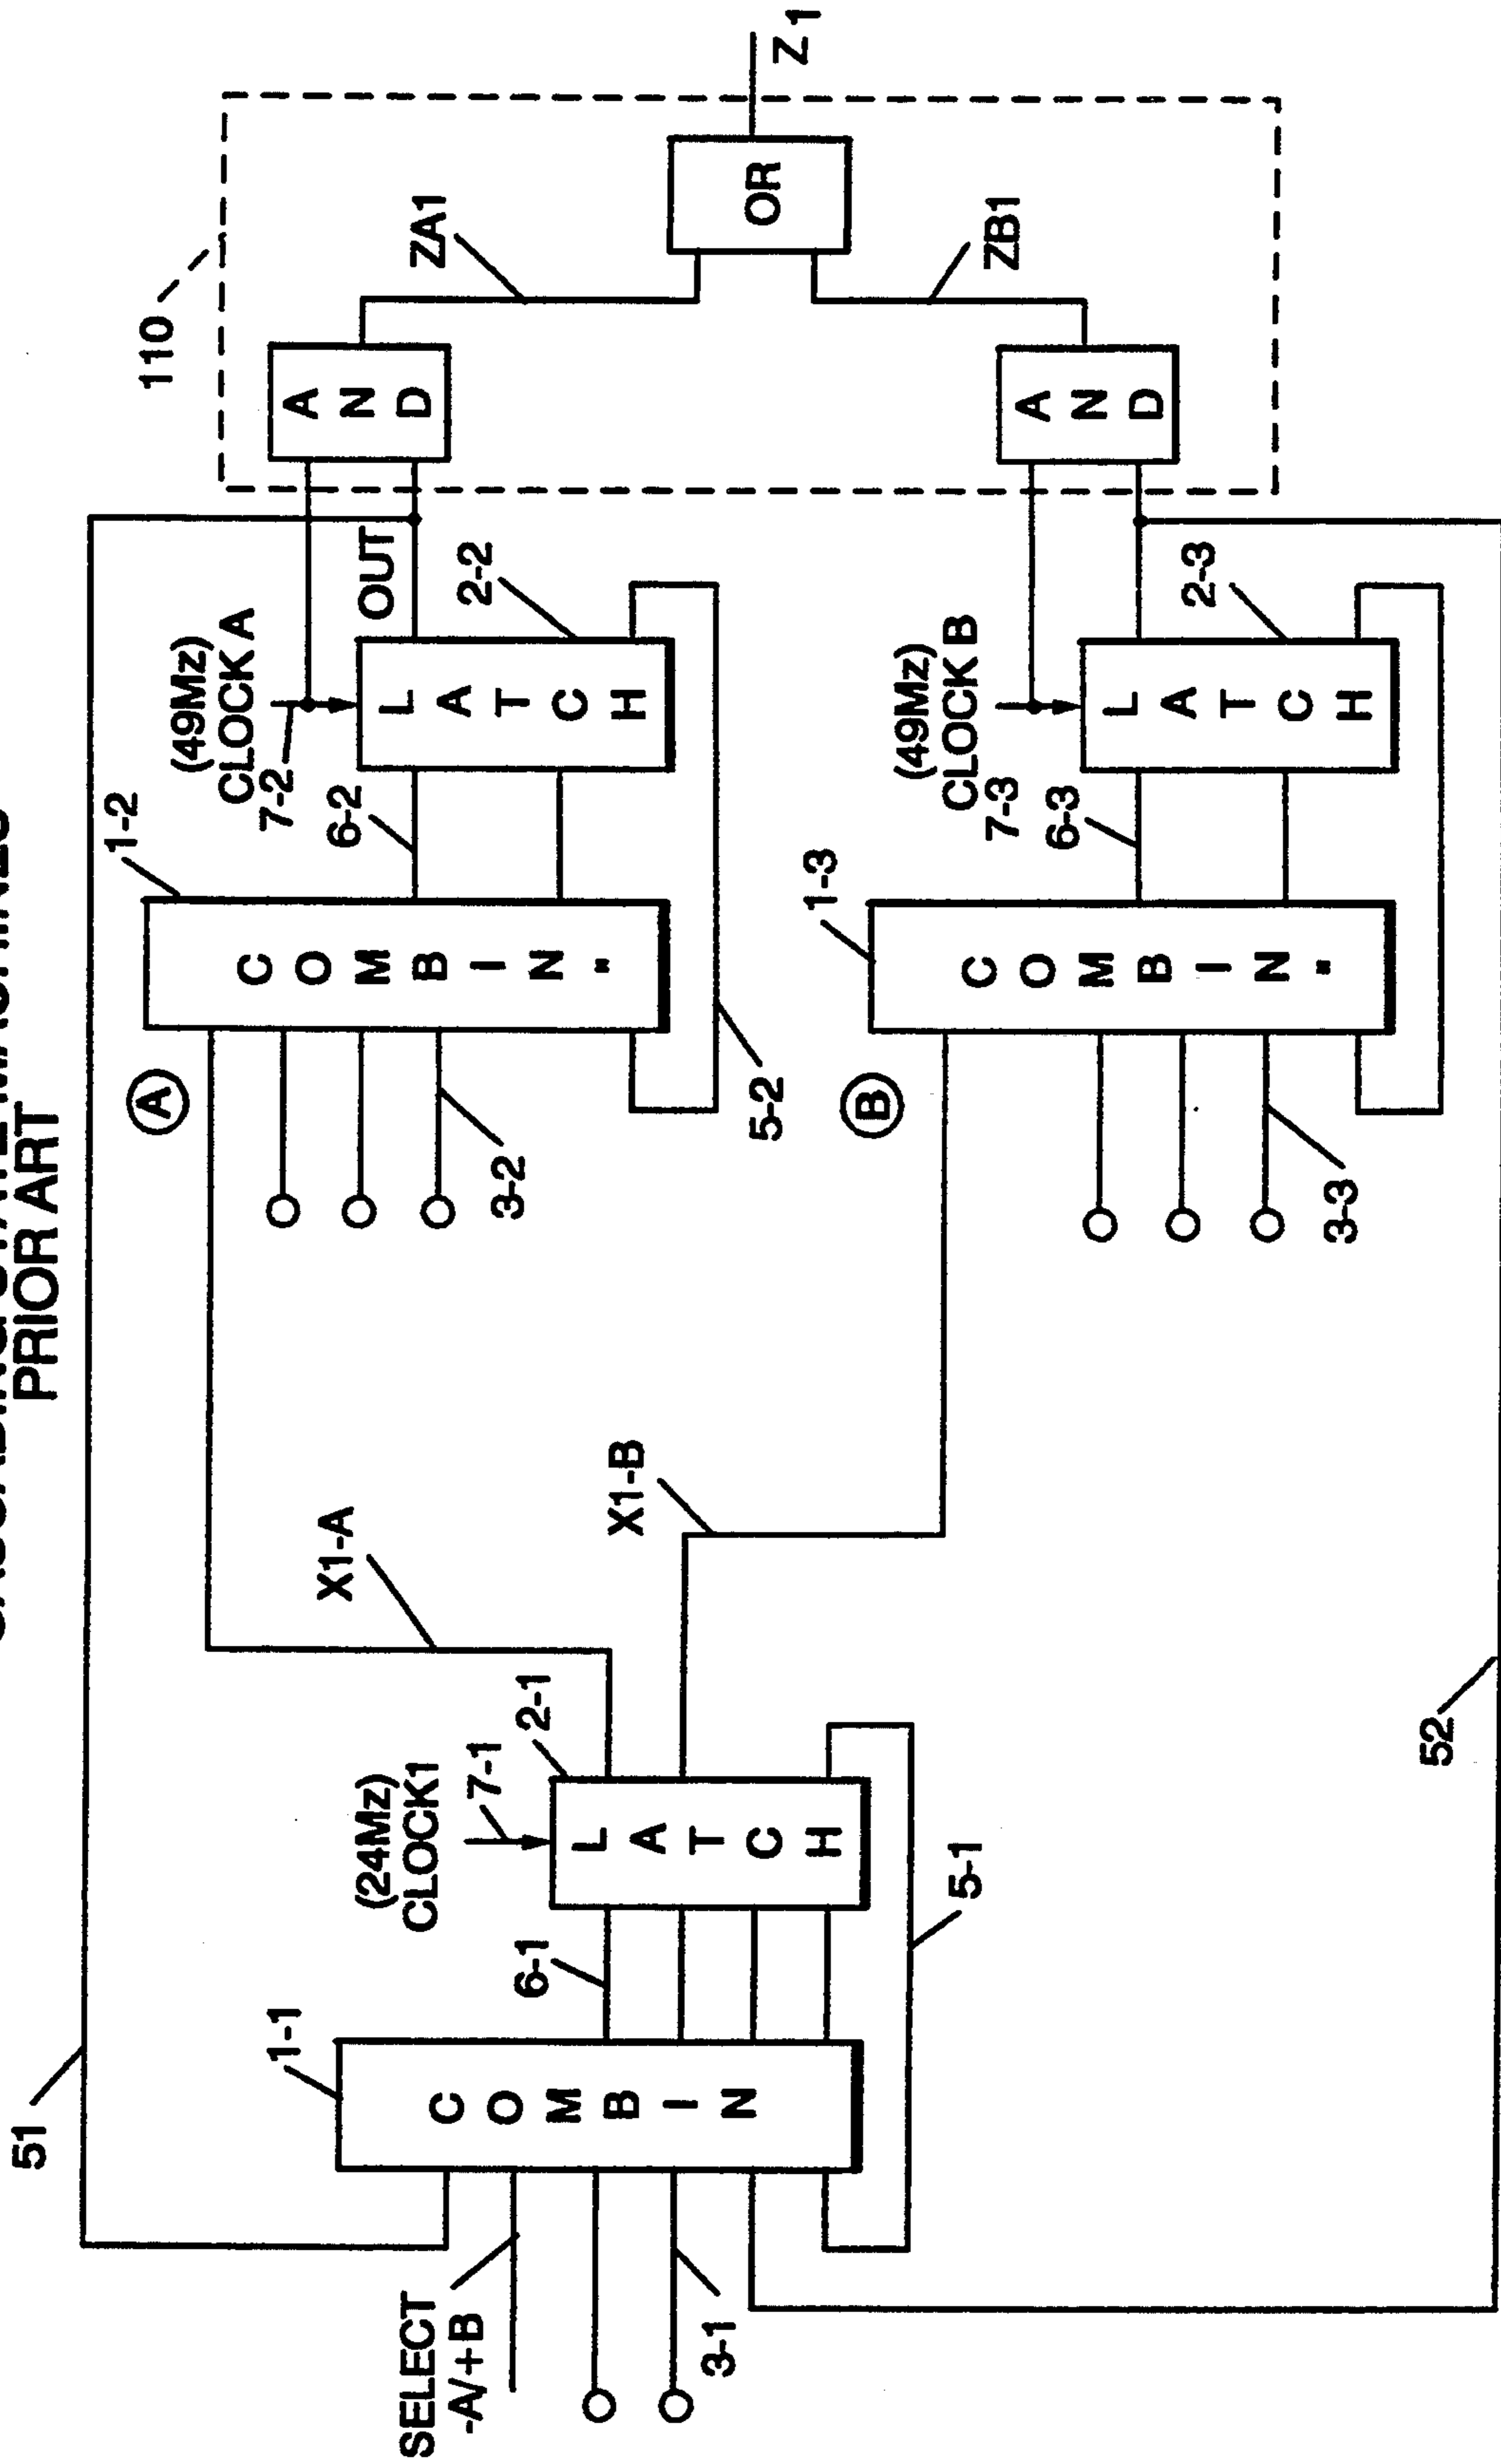 CASCADING STATE MACHINES
PRIOR ART
51
1-2
110
A
(49Mz)
CLOCK A
7-2
6-2
OUT
2-2
COMBIN"
LATCH
AND
ZA1
X1-A
3-2
5-2
SELECT
-A/+B
1-1
(24Mz)
CLOCK1
7-1
2-1
6-1
COMBIN
LATCH
3-1
5-1
X1-B
OR
Z1
B
1-3
(49Mz)
CLOCK B
7-3
6-3
2-3
COMBIN"
LATCH
AND
ZB1
3-3
52